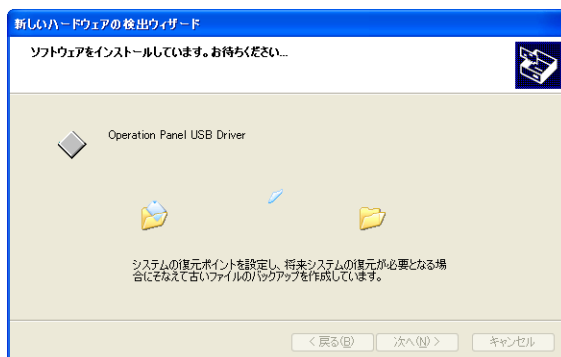 新しいハードウェアの検出ウィザード
ソフトウェアをインストールしています。お待ちください...
Operation Panel USB Driver
システムの復元ポイントを設定し、将来システムの復元が必要となる場
合にそなえて古いファイルのバックアップを作成しています。
< 戻る(B) 次へ(N) > キャンセル